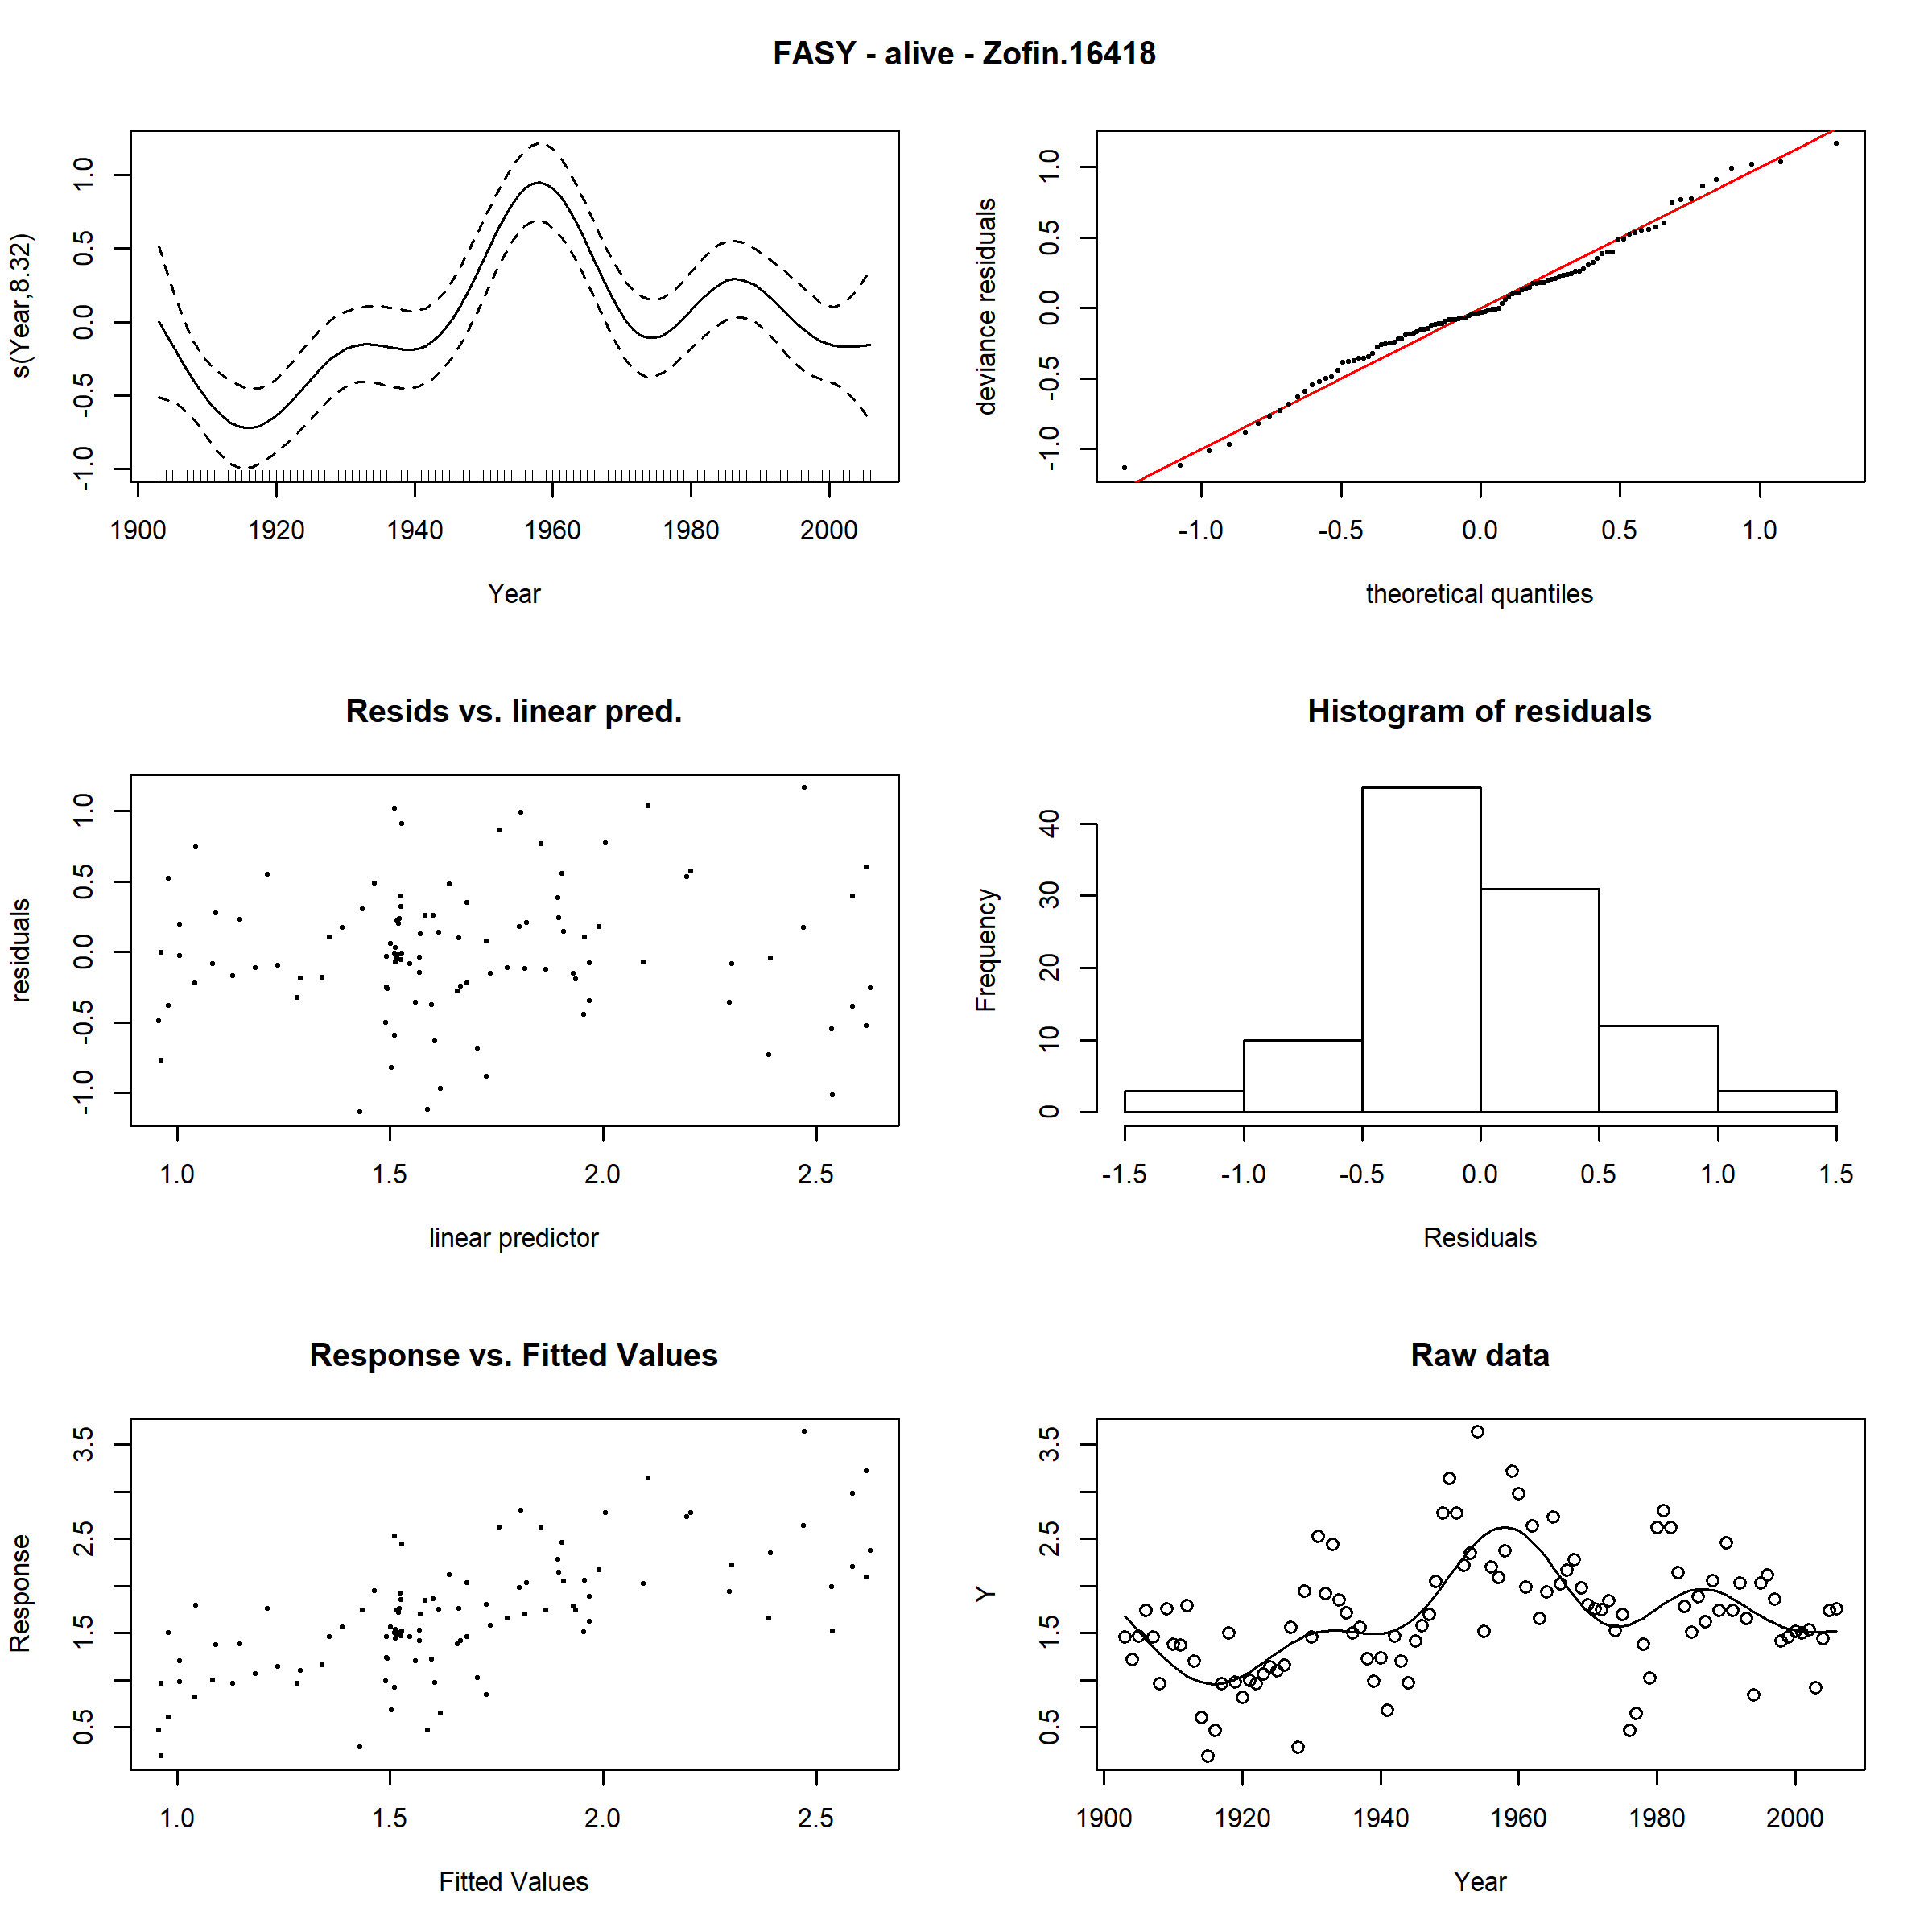 FASY - alive - Zofin.16418
s(Year,8.32)
1.0
0.5
0.0
-0.5
-1.0
1900 1920 1940 1960 1980 2000
Year
deviance residuals
1.0
0.5
0.0
-0.5
-1.0
-1.0 -0.5 0.0 0.5 1.0
theoretical quantiles
Resids vs. linear pred.
residuals
1.0
0.5
0.0
-0.5
-1.0
1.0 1.5 2.0 2.5
linear predictor
Histogram of residuals
Frequency
40
30
20
10
0
-1.5 -1.0 -0.5 0.0 0.5 1.0 1.5
Residuals
Response vs. Fitted Values
Response
3.5
2.5
1.5
0.5
1.0 1.5 2.0 2.5
Fitted Values
Raw data
Y
3.5
2.5
1.5
0.5
1900 1920 1940 1960 1980 2000
Year